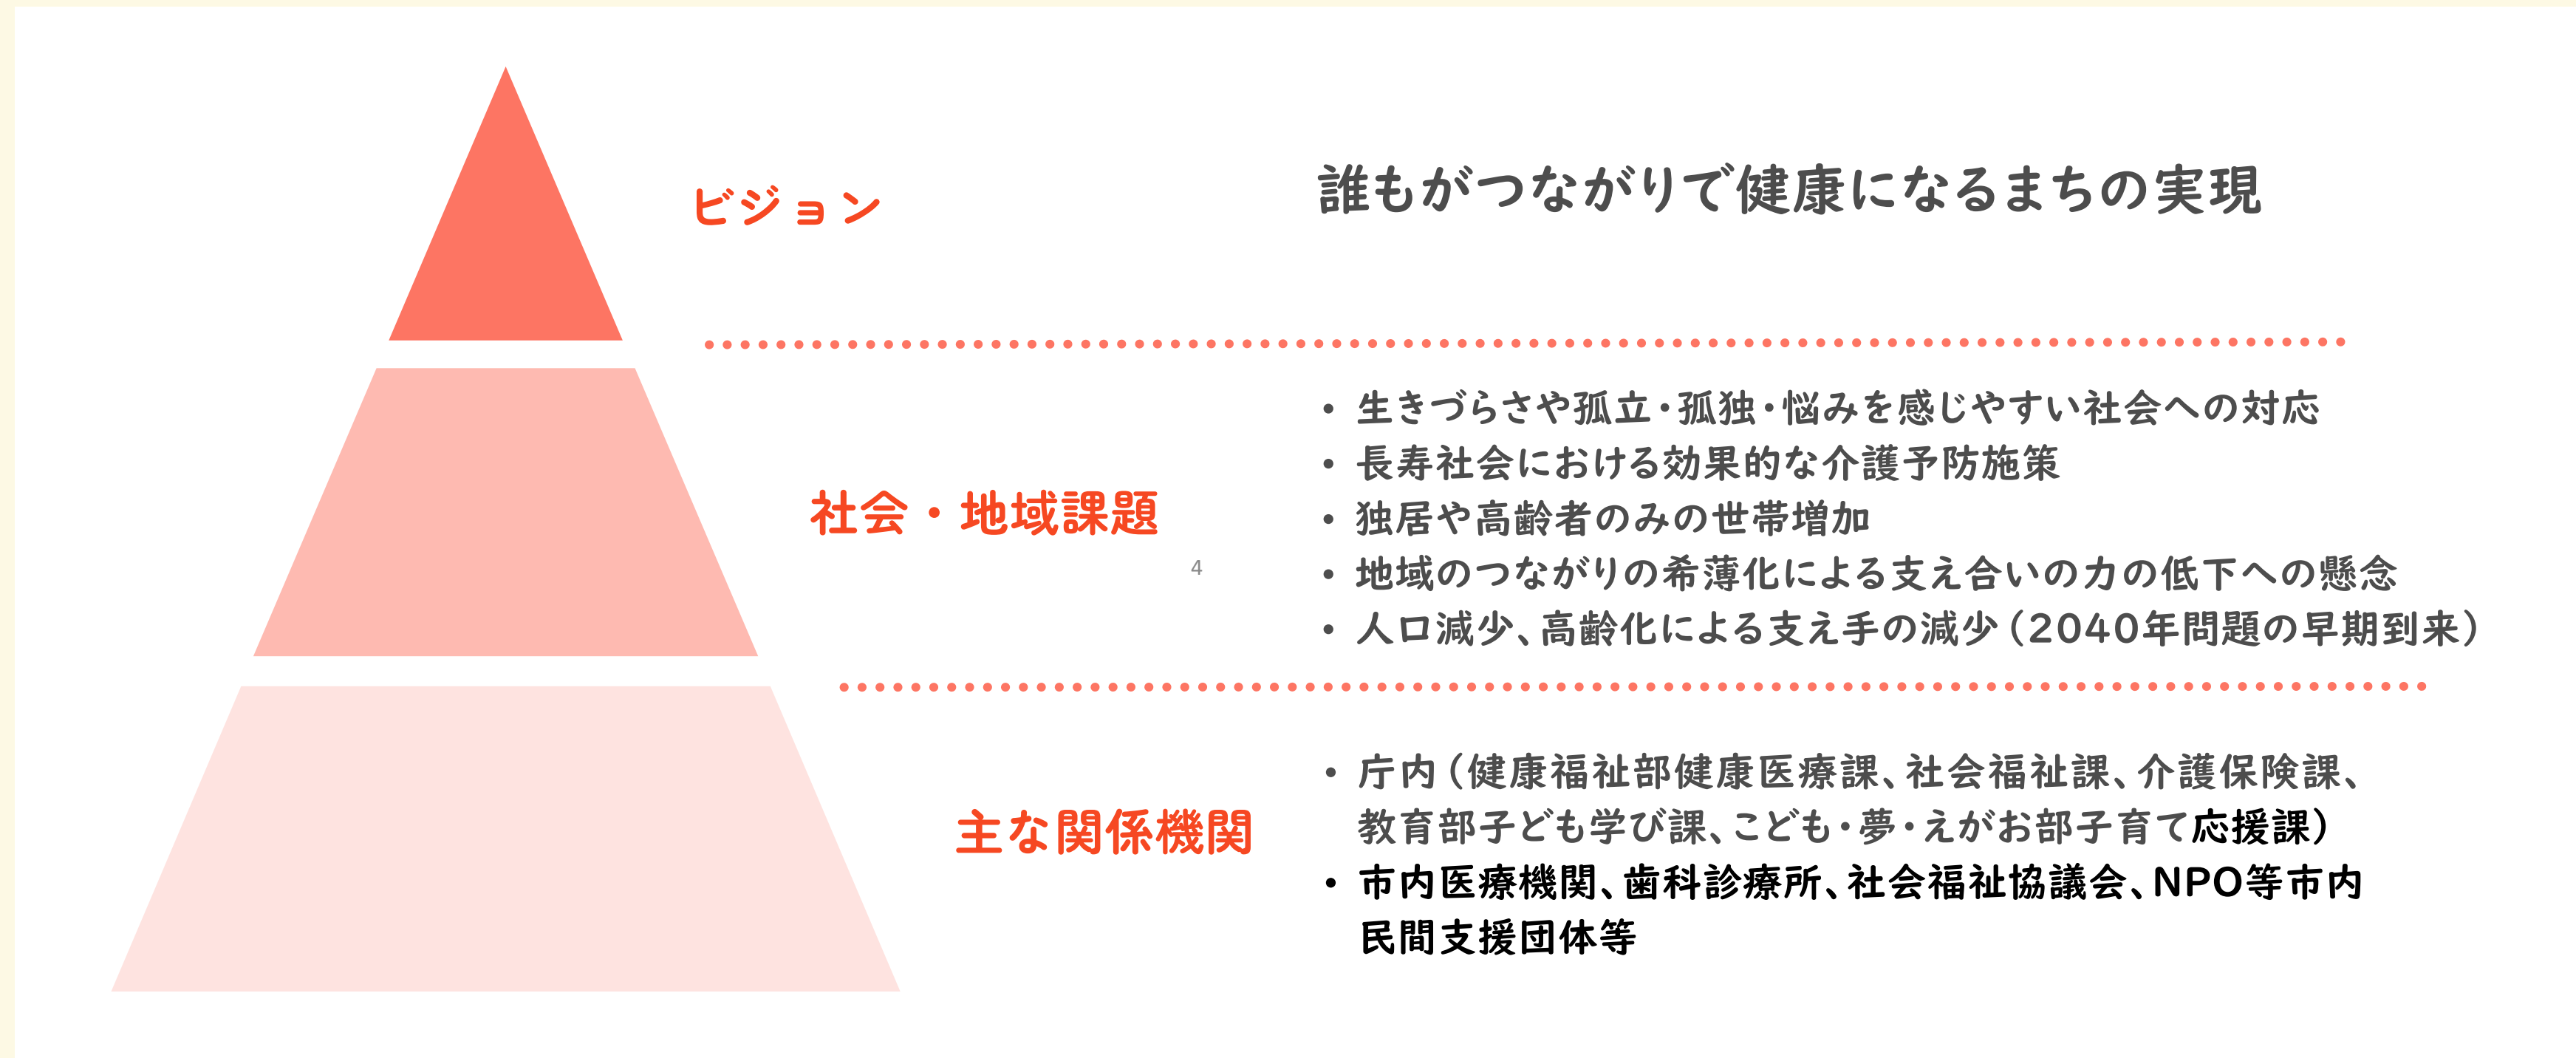 ビジョン
誰もがつながりで健康になるまちの実現
社会・地域課題
• 生きづらさや孤立・孤独・悩みを感じやすい社会への対応
• 長寿社会における効果的な介護予防施策
• 独居や高齢者のみの世帯増加
• 地域のつながりの希薄化による支え合いの力の低下への懸念
• 人口減少、高齢化による支え手の減少（2040年問題の早期到来）
4
主な関係機関
• 庁内（健康福祉部健康医療課、社会福祉課、介護保険課、
教育部子ども学び課、こども・夢・えがお部子育て応援課）
• 市内医療機関、歯科診療所、社会福祉協議会、NPO等市内
民間支援団体等